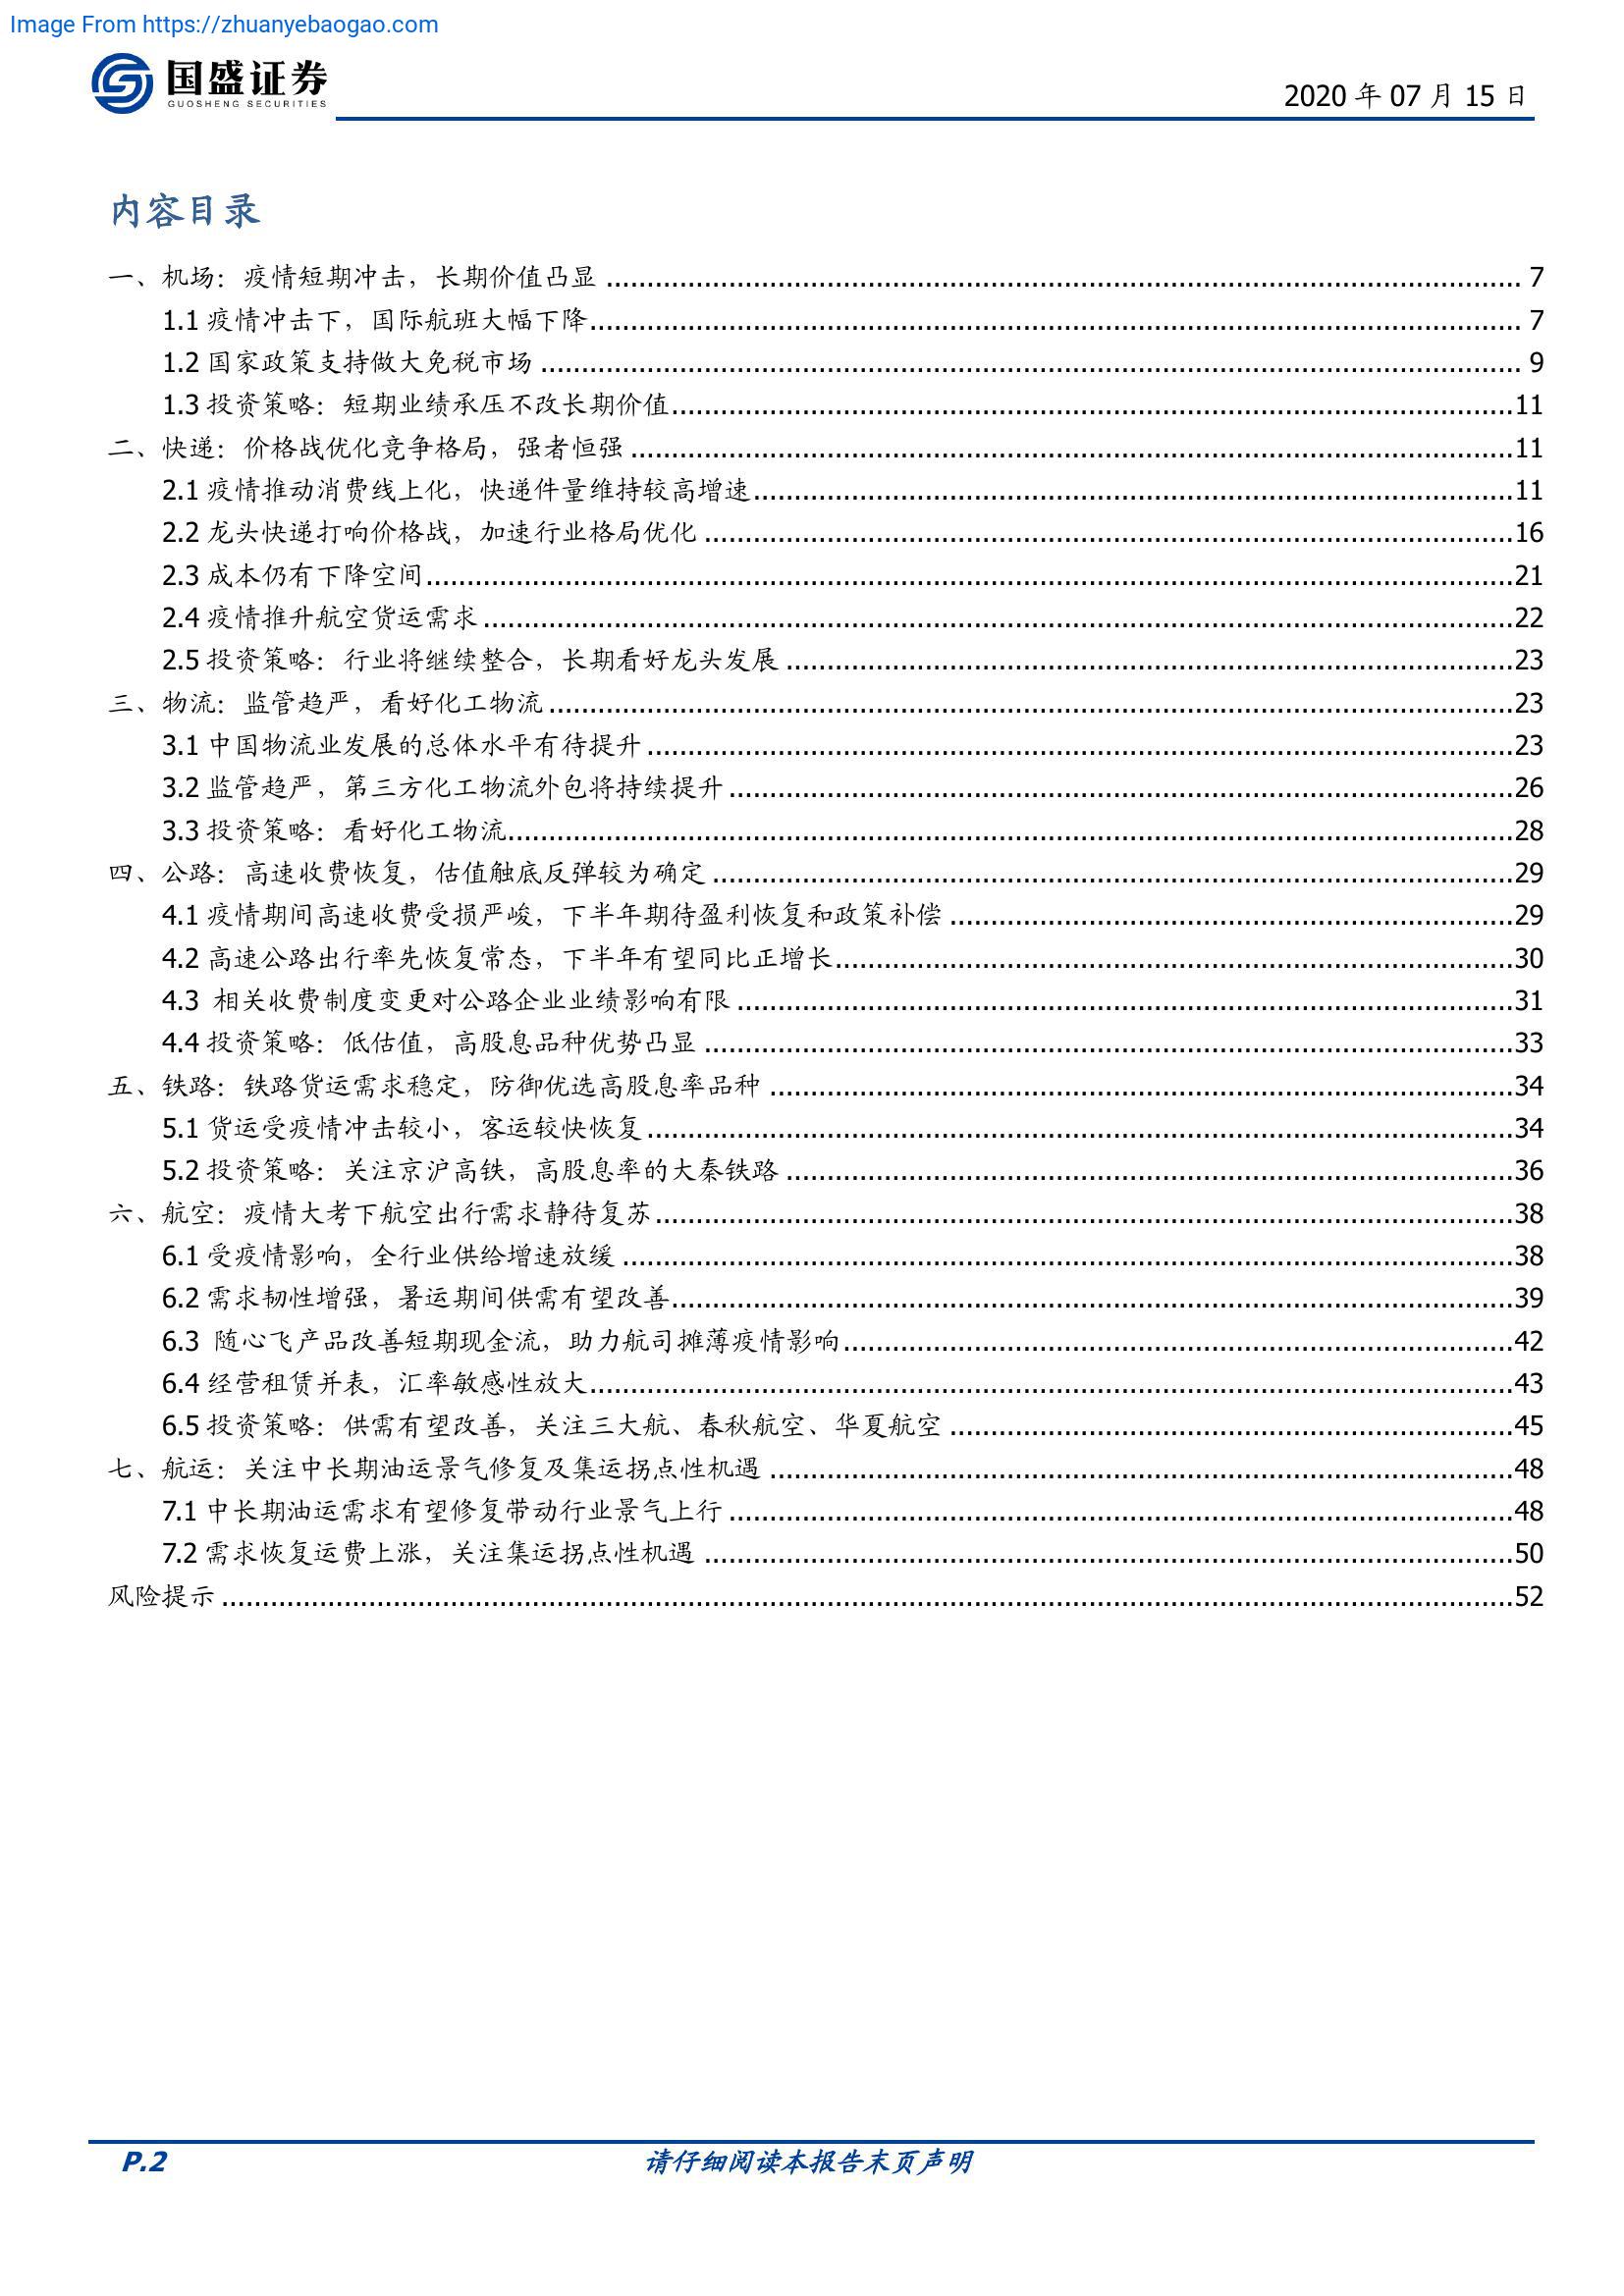 Image From https://zhuanyebaogao.com
国盛证券
GUOSHENG SECURITIES
2020 年 07 月 15 日
内容目录
一、机场：疫情短期冲击，长期价值凸显 ........ 7
1.1 疫情冲击下，国际航班大幅下降 ........ 7
1.2 国家政策支持做大免税市场 ........ 9
1.3 投资策略：短期业绩承压不改长期价值 ........ 11
二、快递：价格战优化竞争格局，强者恒强 ........ 11
2.1 疫情推动消费线上化，快递件量维持较高增速 ........ 11
2.2 龙头快递打响价格战，加速行业格局优化 ........ 16
2.3 成本仍有下降空间 ........ 21
2.4 疫情推升航空货运需求 ........ 22
2.5 投资策略：行业将继续整合，长期看好龙头发展 ........ 23
三、物流：监管趋严，看好化工物流 ........ 23
3.1 中国物流业发展的总体水平有待提升 ........ 23
3.2 监管趋严，第三方化工物流外包将持续提升 ........ 26
3.3 投资策略：看好化工物流 ........ 28
四、公路：高速收费恢复，估值触底反弹较为确定 ........ 29
4.1 疫情期间高速收费受损严峻，下半年期待盈利恢复和政策补偿 ........ 29
4.2 高速公路出行率先恢复常态，下半年有望同比正增长 ........ 30
4.3 相关收费制度变更对公路企业业绩影响有限 ........ 31
4.4 投资策略：低估值，高股息品种优势凸显 ........ 33
五、铁路：铁路货运需求稳定，防御优选高股息率品种 ........ 34
5.1 货运受疫情冲击较小，客运较快恢复 ........ 34
5.2 投资策略：关注京沪高铁，高股息率的大秦铁路 ........ 36
六、航空：疫情大考下航空出行需求静待复苏 ........ 38
6.1 受疫情影响，全行业供给增速放缓 ........ 38
6.2 需求韧性增强，暑运期间供需有望改善 ........ 39
6.3 随心飞产品改善短期现金流，助力航司摊薄疫情影响 ........ 42
6.4 经营租赁并表，汇率敏感性放大 ........ 43
6.5 投资策略：供需有望改善，关注三大航、春秋航空、华夏航空 ........ 45
七、航运：关注中长期油运景气修复及集运拐点性机遇 ........ 48
7.1 中长期油运需求有望修复带动行业景气上行 ........ 48
7.2 需求恢复运费上涨，关注集运拐点性机遇 ........ 50
风险提示 ........ 52
P.2
请仔细阅读本报告末页声明